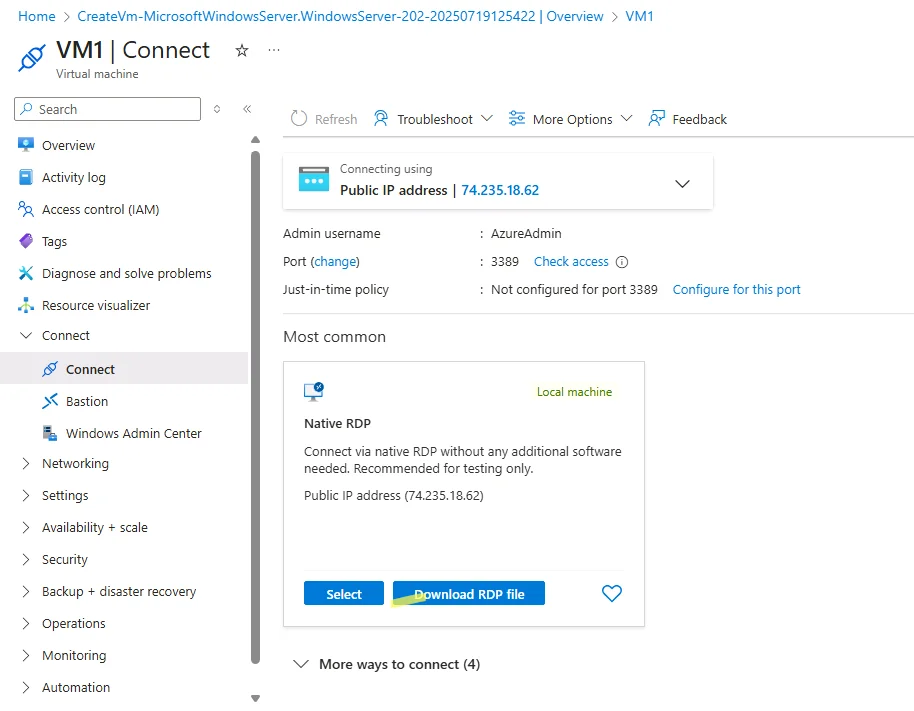 Home > CreateVm-MicrosoftWindowsServer.WindowsServer-202-20250719125422 | Overview > VM1
VM1 | Connect
Virtual machine
Search
Overview
Activity log
Access control (IAM)
Tags
Diagnose and solve problems
Resource visualizer
Connect
Connect
Bastion
Windows Admin Center
Networking
Settings
Availability + scale
Security
Backup + disaster recovery
Operations
Monitoring
Automation
Refresh Troubleshoot More Options Feedback
Connecting using
Public IP address | 74.235.18.62
Admin username : AzureAdmin
Port (change) : 3389 Check access
Just-in-time policy : Not configured for port 3389 Configure for this port
Most common
Local machine
Native RDP
Connect via native RDP without any additional software
needed. Recommended for testing only.
Public IP address (74.235.18.62)
Select Download RDP file
More ways to connect (4)